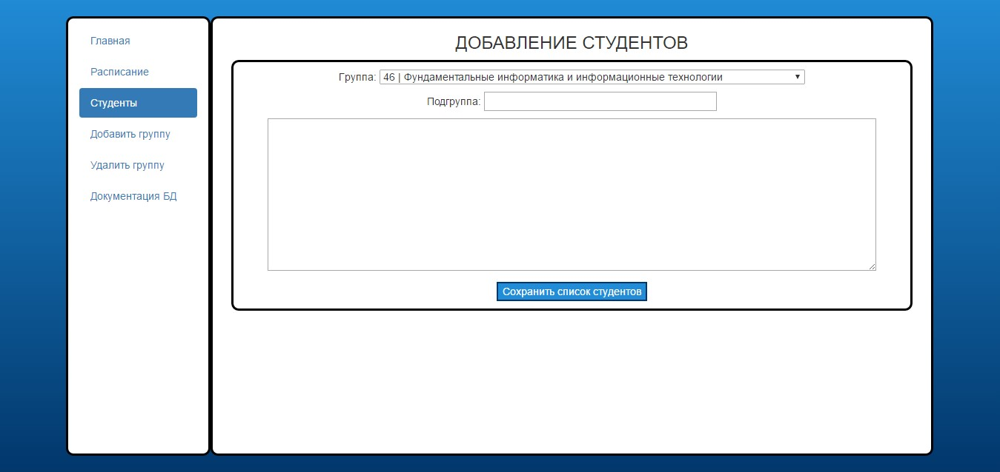 Главная
Расписание
Студенты
Добавить группу
Удалить группу
Документация БД
ДОБАВЛЕНИЕ СТУДЕНТОВ
Группа: 46 | Фундаментальные информатика и информационные технологии
Подгруппа:
Сохранить список студентов